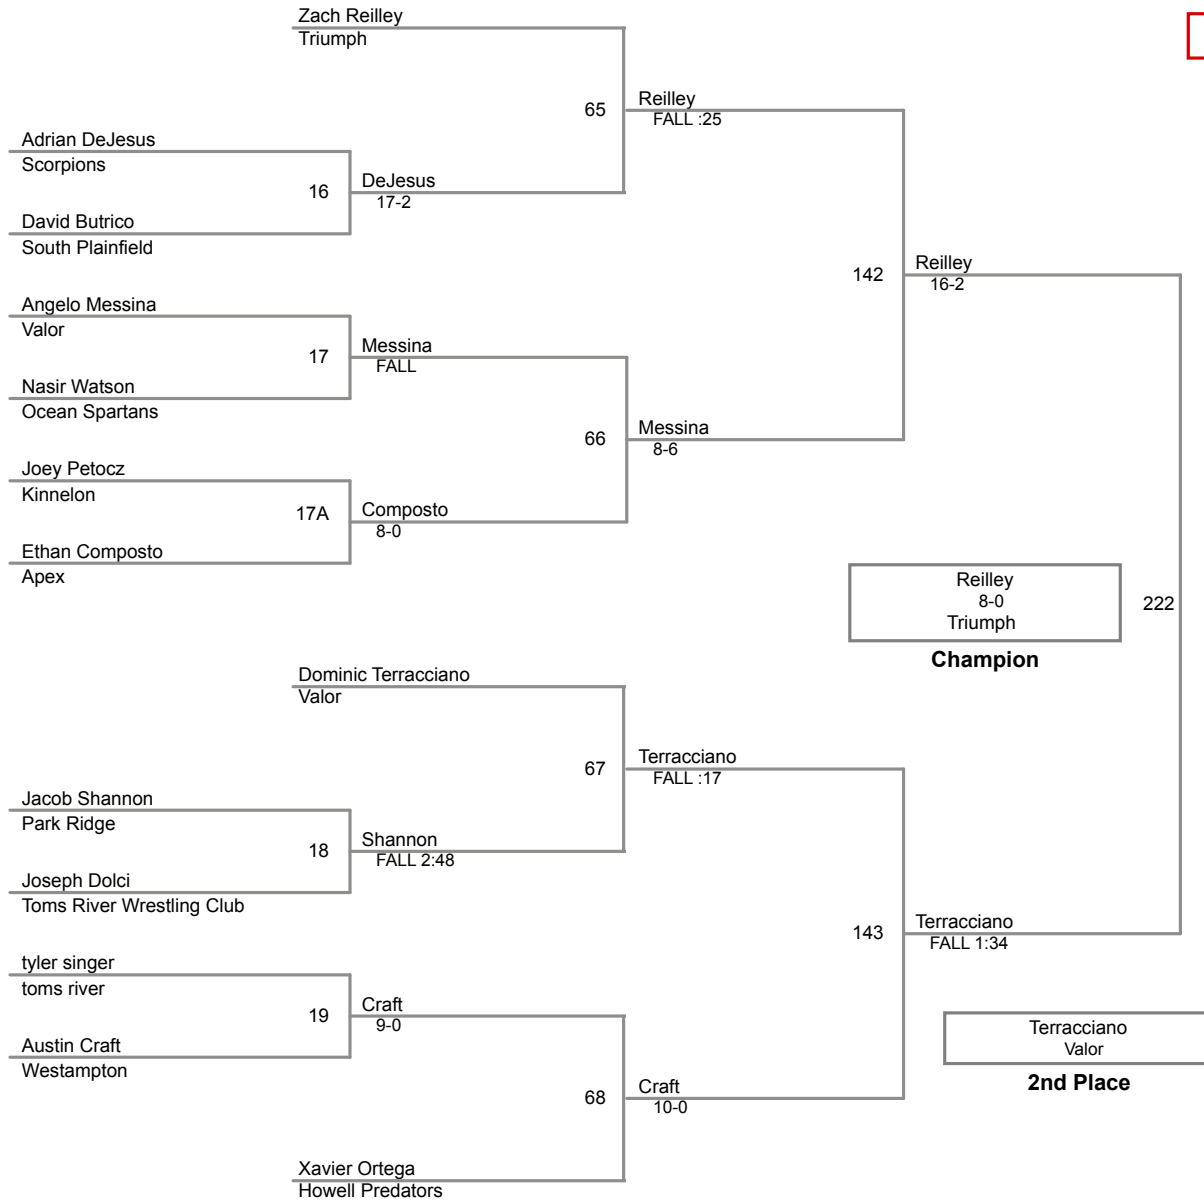 Zach Reilley
Triumph
65
Reilley
FALL :25
Adrian DeJesus
Scorpions
16
DeJesus
17-2
David Butrico
South Plainfield
142
Reilley
16-2
Angelo Messina
Valor
17
Messina
FALL
Nasir Watson
Ocean Spartans
66
Messina
8-6
Joey Petocz
Kinnelon
17A
Composto
8-0
Ethan Composto
Apex
Reilley
8-0
Triumph
Champion
222
Dominic Terracciano
Valor
67
Terracciano
FALL :17
Jacob Shannon
Park Ridge
18
Shannon
FALL 2:48
Joseph Dolci
Toms River Wrestling Club
143
Terracciano
FALL 1:34
tyler singer
toms river
19
Craft
9-0
Austin Craft
Westampton
Terracciano
Valor
2nd Place
68
Craft
10-0
Xavier Ortega
Howell Predators